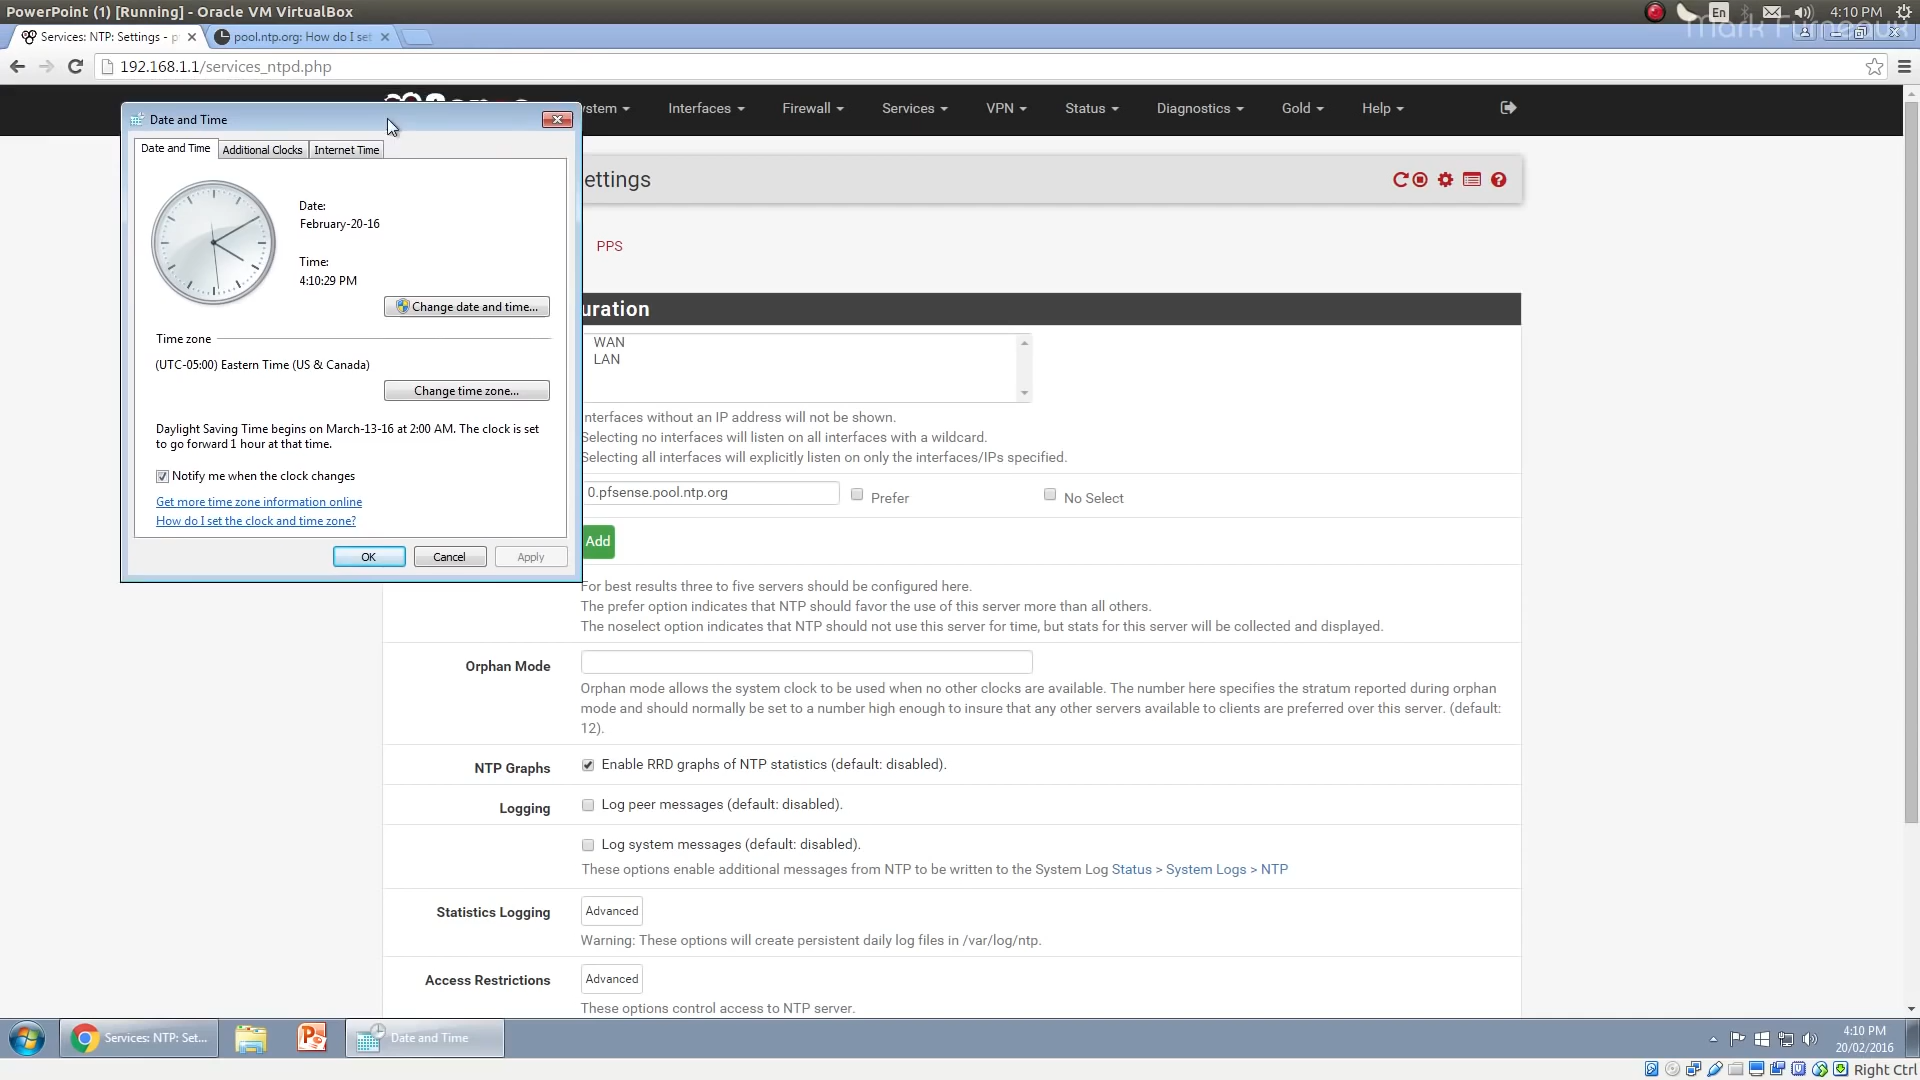 PowerPoint (1) [Running] - Oracle VM VirtualBox
En
4:10 PM
Mark Furneaux
Services: NTP: Settings - p
pool.ntp.org: How do I set
192.168.1.1/services_ntpd.php
ystem
Interfaces
Firewall
Services
VPN
Status
Diagnostics
Gold
Help
Date and Time
Date and Time
Additional Clocks
Internet Time
Date:
February-20-16
Time:
4:10:29 PM
Change date and time...
Time zone
(UTC-05:00) Eastern Time (US & Canada)
Change time zone...
Daylight Saving Time begins on March-13-16 at 2:00 AM. The clock is set
to go forward 1 hour at that time.
Notify me when the clock changes
Get more time zone information online
How do I set the clock and time zone?
OK
Cancel
Apply
ettings
PPS
uration
WAN
LAN
nterfaces without an IP address will not be shown.
Selecting no interfaces will listen on all interfaces with a wildcard.
Selecting all interfaces will explicitly listen on only the interfaces/IPs specified.
0.pfsense.pool.ntp.org
Prefer
No Select
Add
For best results three to five servers should be configured here.
The prefer option indicates that NTP should favor the use of this server more than all others.
The noselect option indicates that NTP should not use this server for time, but stats for this server will be collected and displayed.
Orphan Mode
Orphan mode allows the system clock to be used when no other clocks are available. The number here specifies the stratum reported during orphan
mode and should normally be set to a number high enough to insure that any other servers available to clients are preferred over this server. (default:
12).
NTP Graphs
Enable RRD graphs of NTP statistics (default: disabled).
Logging
Log peer messages (default: disabled).
Log system messages (default: disabled).
These options enable additional messages from NTP to be written to the System Log Status > System Logs > NTP
Statistics Logging
Advanced
Warning: These options will create persistent daily log files in /var/log/ntp.
Access Restrictions
Advanced
These options control access to NTP server.
Services: NTP: Set...
Date and Time
4:10 PM
20/02/2016
Right Ctrl